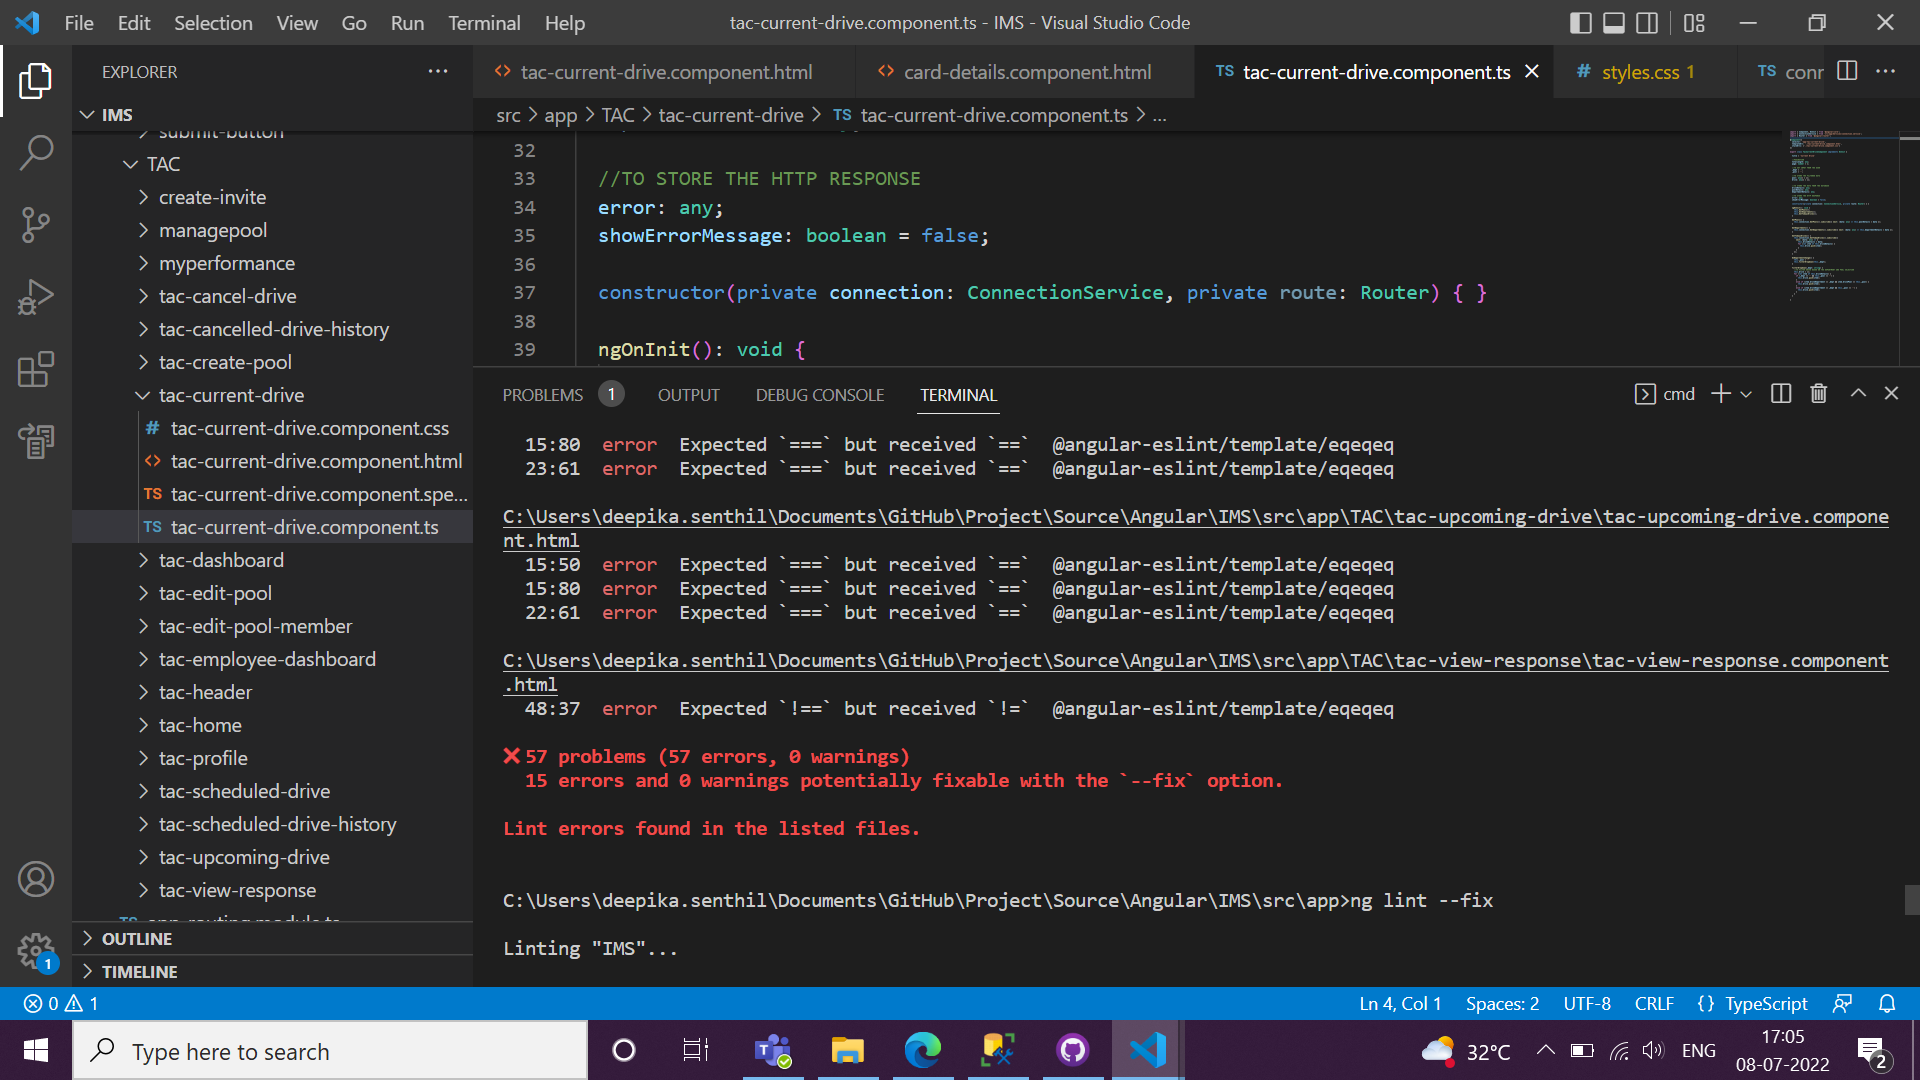 File Edit Selection View Go Run Terminal Help
tac-current-drive.component.ts - IMS - Visual Studio Code
EXPLORER
IMS
submit-button
TAC
create-invite
managepool
myperformance
tac-cancel-drive
tac-cancelled-drive-history
tac-create-pool
tac-current-drive
# tac-current-drive.component.css
<> tac-current-drive.component.html
TS tac-current-drive.component.spe...
TS tac-current-drive.component.ts
tac-dashboard
tac-edit-pool
tac-edit-pool-member
tac-employee-dashboard
tac-header
tac-home
tac-profile
tac-scheduled-drive
tac-scheduled-drive-history
tac-upcoming-drive
tac-view-response
TS app-routing.module.ts
OUTLINE
TIMELINE
<> tac-current-drive.component.html
<> card-details.component.html
TS tac-current-drive.component.ts
# styles.css 1
TS conr
src > app > TAC > tac-current-drive > TS tac-current-drive.component.ts > ...
32
33 //TO STORE THE HTTP RESPONSE
34 error: any;
35 showErrorMessage: boolean = false;
36
37 constructor(private connection: ConnectionService, private route: Router) { }
38
39 ngOnInit(): void {
PROBLEMS 1 OUTPUT DEBUG CONSOLE TERMINAL
cmd
15:80 error Expected `===` but received `==` @angular-eslint/template/eqeqeq
23:61 error Expected `===` but received `==` @angular-eslint/template/eqeqeq
C:\Users\deepika.senthil\Documents\GitHub\Project\Source\Angular\IMS\src\app\TAC\tac-upcoming-drive\tac-upcoming-drive.compone
nt.html
15:50 error Expected `===` but received `==` @angular-eslint/template/eqeqeq
15:80 error Expected `===` but received `==` @angular-eslint/template/eqeqeq
22:61 error Expected `===` but received `==` @angular-eslint/template/eqeqeq
C:\Users\deepika.senthil\Documents\GitHub\Project\Source\Angular\IMS\src\app\TAC\tac-view-response\tac-view-response.component
.html
48:37 error Expected `!==` but received `!=` @angular-eslint/template/eqeqeq
57 problems (57 errors, 0 warnings)
15 errors and 0 warnings potentially fixable with the `--fix` option.
Lint errors found in the listed files.
C:\Users\deepika.senthil\Documents\GitHub\Project\Source\Angular\IMS\src\app>ng lint --fix
Linting "IMS"...
1
0 1
Ln 4, Col 1 Spaces: 2 UTF-8 CRLF {} TypeScript
Type here to search
32°C
ENG
17:05
08-07-2022
2